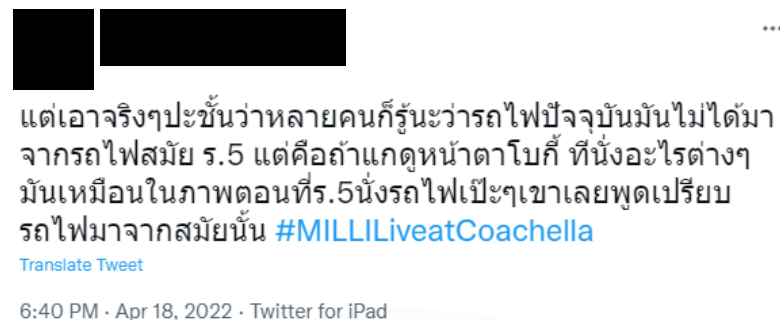 แต่เอาจริงๆปะชั้นว่าหลายคนก็รู้นะว่ารถไฟปัจจุบันมันไม่ได้มา
จากรถไฟสมัย ร.5 แต่คือถ้าแกดูหน้าตาโบกี้ ที่นั่งอะไรต่างๆ
มันเหมือนในภาพตอนที่ร.5นั่งรถไฟเป๊ะๆเขาเลยพูดเปรียบ
รถไฟมาจากสมัยนั้น #MILLILiveatCoachella
Translate Tweet
6:40 PM · Apr 18, 2022 · Twitter for iPad